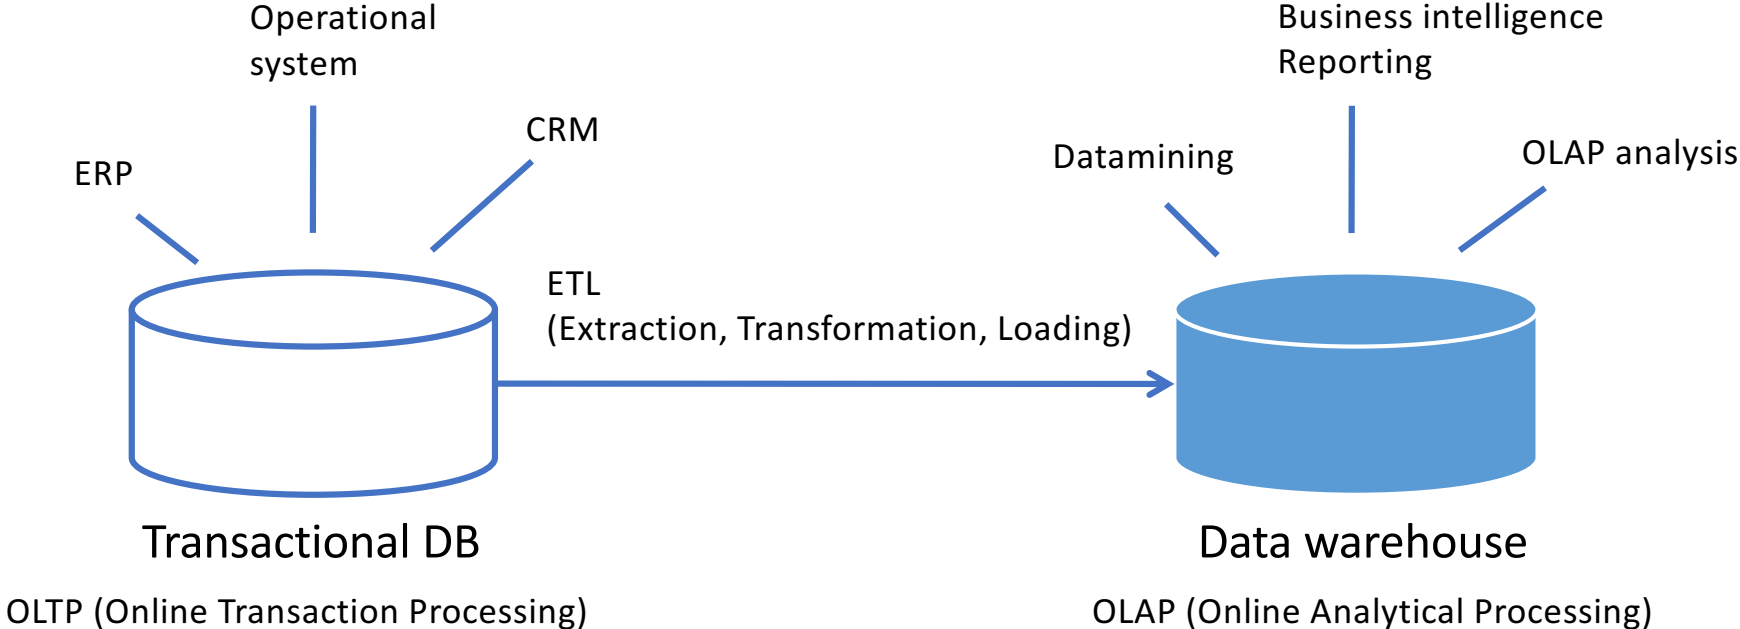 Operational
system
CRM
ERP
Business intelligence
Reporting
Datamining
OLAP analysis
ETL
(Extraction, Transformation, Loading)
Transactional DB
OLTP (Online Transaction Processing)
Data warehouse
OLAP (Online Analytical Processing)